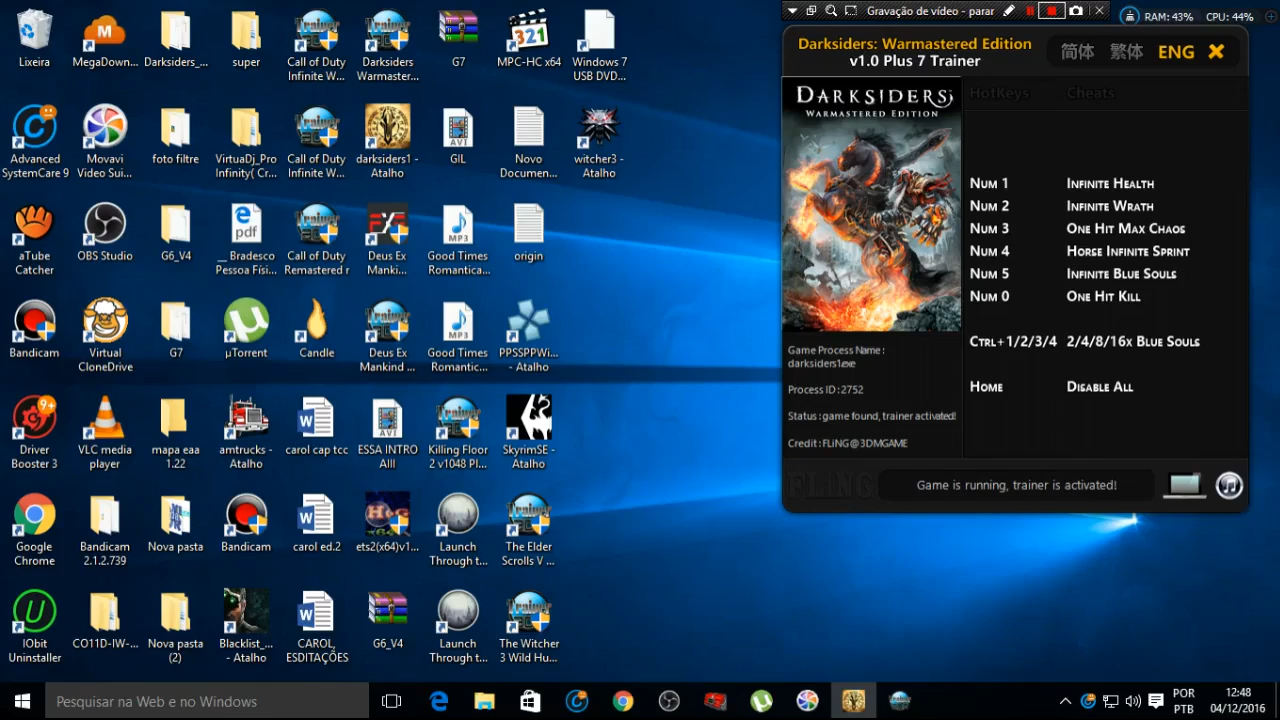 Gravação de vídeo - parar
RAM: 43% CPU: 44%
Lixeira
MegaDown...
Darksiders_...
super
Call of Duty
Infinite W...
Darksiders
Warmaster...
G7
MPC-HC x64
Windows 7
USB DVD...
Advanced
SystemCare 9
Movavi
Video Sui...
foto filtre
VirtuaDj_Pro
Infinity( Cr...
Call of Duty
Infinite W...
darksiders1 -
Atalho
GIL
Novo
Documen...
witcher3 -
Atalho
aTube
Catcher
OBS Studio
G6_V4
__ Bradesco
Pessoa Físi...
Call of Duty
Remastered r
Deus Ex
Mankin...
Good Times
Romantica...
origin
Bandicam
Virtual
CloneDrive
G7
µTorrent
Candle
Deus Ex
Mankind ...
Good Times
Romantic...
PPSSPPWi...
- Atalho
Driver
Booster 3
VLC media
player
mapa eaa
1.22
amtrucks -
Atalho
carol cap tcc
ESSA INTRO
AIII
Killing Floor
2 v1048 Pl...
SkyrimSE -
Atalho
Google
Chrome
Bandicam
2.1.2.739
Nova pasta
Bandicam
carol ed.2
ets2(x64)v1...
Launch
Through t...
The Elder
Scrolls V ...
IObit
Uninstaller
CO11D-IW-...
Nova pasta
(2)
Blacklist_...
- Atalho
CAROL,
ESDITAÇÕES
G6_V4
Launch
Through t...
The Witcher
3 Wild Hu...
Darksiders: Warmastered Edition
v1.0 Plus 7 Trainer
简体 繁体 ENG
DARKSIDERS
WARMASTERED EDITION
HotKeys Cheats
Num 1 Infinite Health
Num 2 Infinite Wrath
Num 3 One Hit Max Chaos
Num 4 Horse Infinite Sprint
Num 5 Infinite Blue Souls
Num 0 One Hit Kill
Ctrl+1/2/3/4 2/4/8/16x Blue Souls
Home Disable All
Game Process Name :
darksiders1.exe
Process ID : 2752
Status : game found, trainer activated!
Credit : FLiNG@3DMGAME
FLiNG
Game is running, trainer is activated!
Pesquisar na Web e no Windows
POR
PTB
12:48
04/12/2016